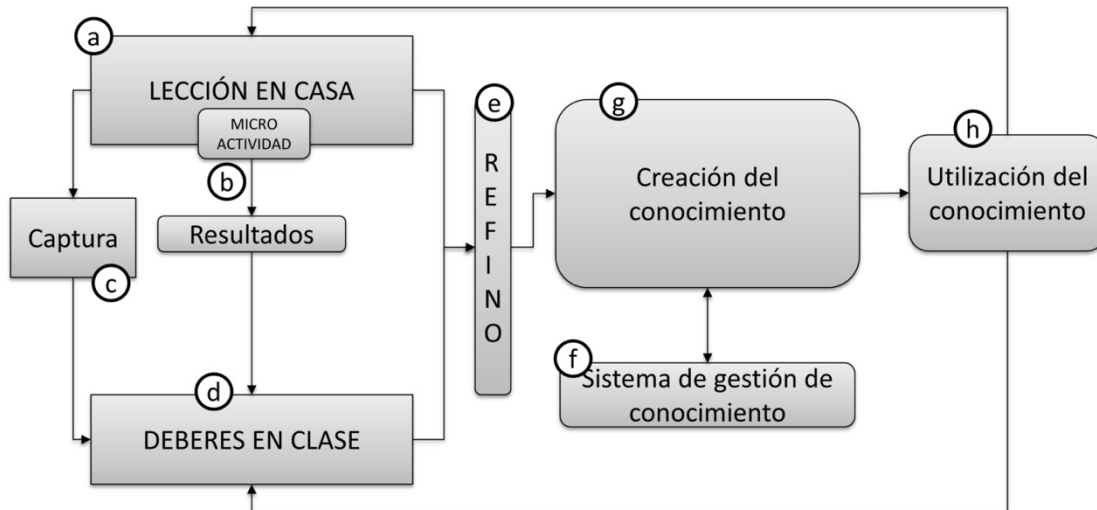 a
LECCIÓN EN CASA
MICRO
ACTIVIDAD
b
Resultados
Captura
c
d
DEBERES EN CLASE
e
R
E
F
I
N
O
g
Creación del
conocimiento
f
Sistema de gestión de
conocimiento
h
Utilización del
conocimiento